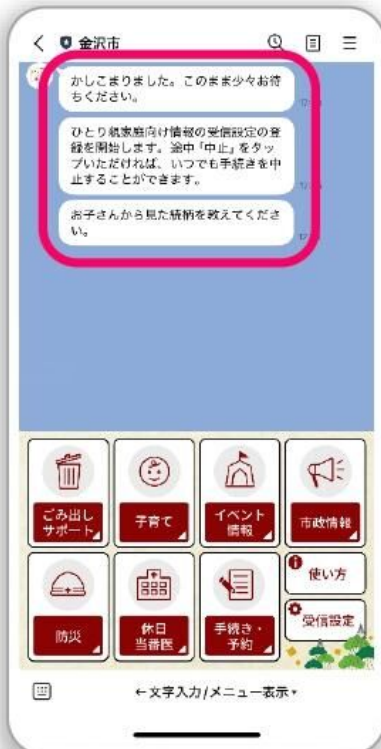 金沢市
かしこまりました。このまま少々お待
ちください。
ひとり親家庭向け情報の受信設定の登
録を開始します。途中「中止」をタッ
プいただければ、いつでも手続きを中
止することができます。
お子さんから見た続柄を教えてくださ
い。
ごみ出し
サポート
子育て
イベント
情報
市政情報
防災
休日
当番医
手続き・
予約
使い方
受信設定
←文字入力/メニュー表示▾